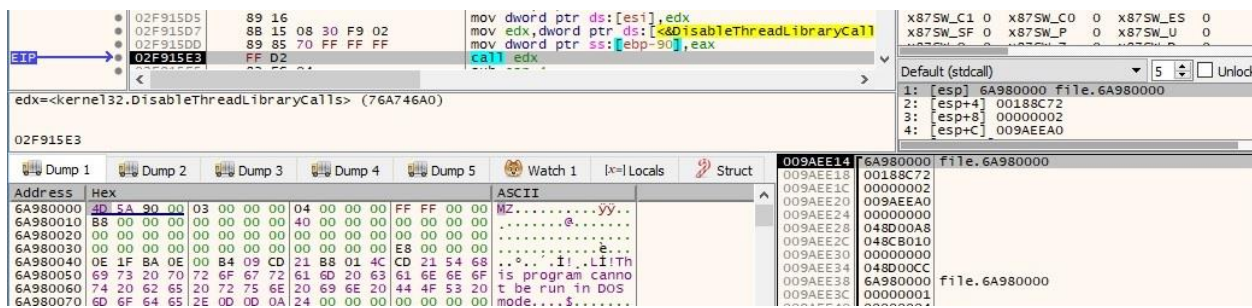 02F915D5 89 16 mov dword ptr ds:[esi],edx
02F915D7 8B 15 08 30 F9 02 mov edx,dword ptr ds:[<&DisableThreadLibraryCall
02F915DD 89 85 70 FF FF FF mov dword ptr ss:[ebp-90],eax
EIP 02F915E3 FF D2 call edx
edx=<kernel32.DisableThreadLibraryCalls> (76A746A0)
02F915E3
x87SW_C1 0 x87SW_C0 0 x87SW_ES 0
x87SW_SF 0 x87SW_P 0 x87SW_U 0
Default (stdcall) 5 Unlock
1: [esp] 6A980000 file.6A980000
2: [esp+4] 00188C72
3: [esp+8] 00000002
4: [esp+C] 009AEEA0
Dump 1 Dump 2 Dump 3 Dump 4 Dump 5 Watch 1 [x=] Locals Struct
Address Hex ASCII
6A980000 4D 5A 90 00 03 00 00 00 04 00 00 00 FF FF 00 00 MZ..........ÿÿ..
6A980010 B8 00 00 00 00 00 00 00 40 00 00 00 00 00 00 00 ........@.......
6A980020 00 00 00 00 00 00 00 00 00 00 00 00 00 00 00 00 ................
6A980030 00 00 00 00 00 00 00 00 00 00 00 00 E8 00 00 00 ............è...
6A980040 0E 1F BA 0E 00 B4 09 CD 21 B8 01 4C CD 21 54 68 ..º..´.Í!¸.LÍ!Th
6A980050 69 73 20 70 72 6F 67 72 61 6D 20 63 61 6E 6E 6F is program canno
6A980060 74 20 62 65 20 72 75 6E 20 69 6E 20 44 4F 53 20 t be run in DOS
6A980070 6D 6F 64 65 2E 0D 0D 0A 24 00 00 00 00 00 00 00 mode....$.......
009AEE14 6A980000 file.6A980000
009AEE18 00188C72
009AEE1C 00000002
009AEE20 009AEEA0
009AEE24 00000000
009AEE28 048D00A8
009AEE2C 048CB010
009AEE30 00000000
009AEE34 048D00CC
009AEE38 6A980000 file.6A980000
009AEE3C 00000001